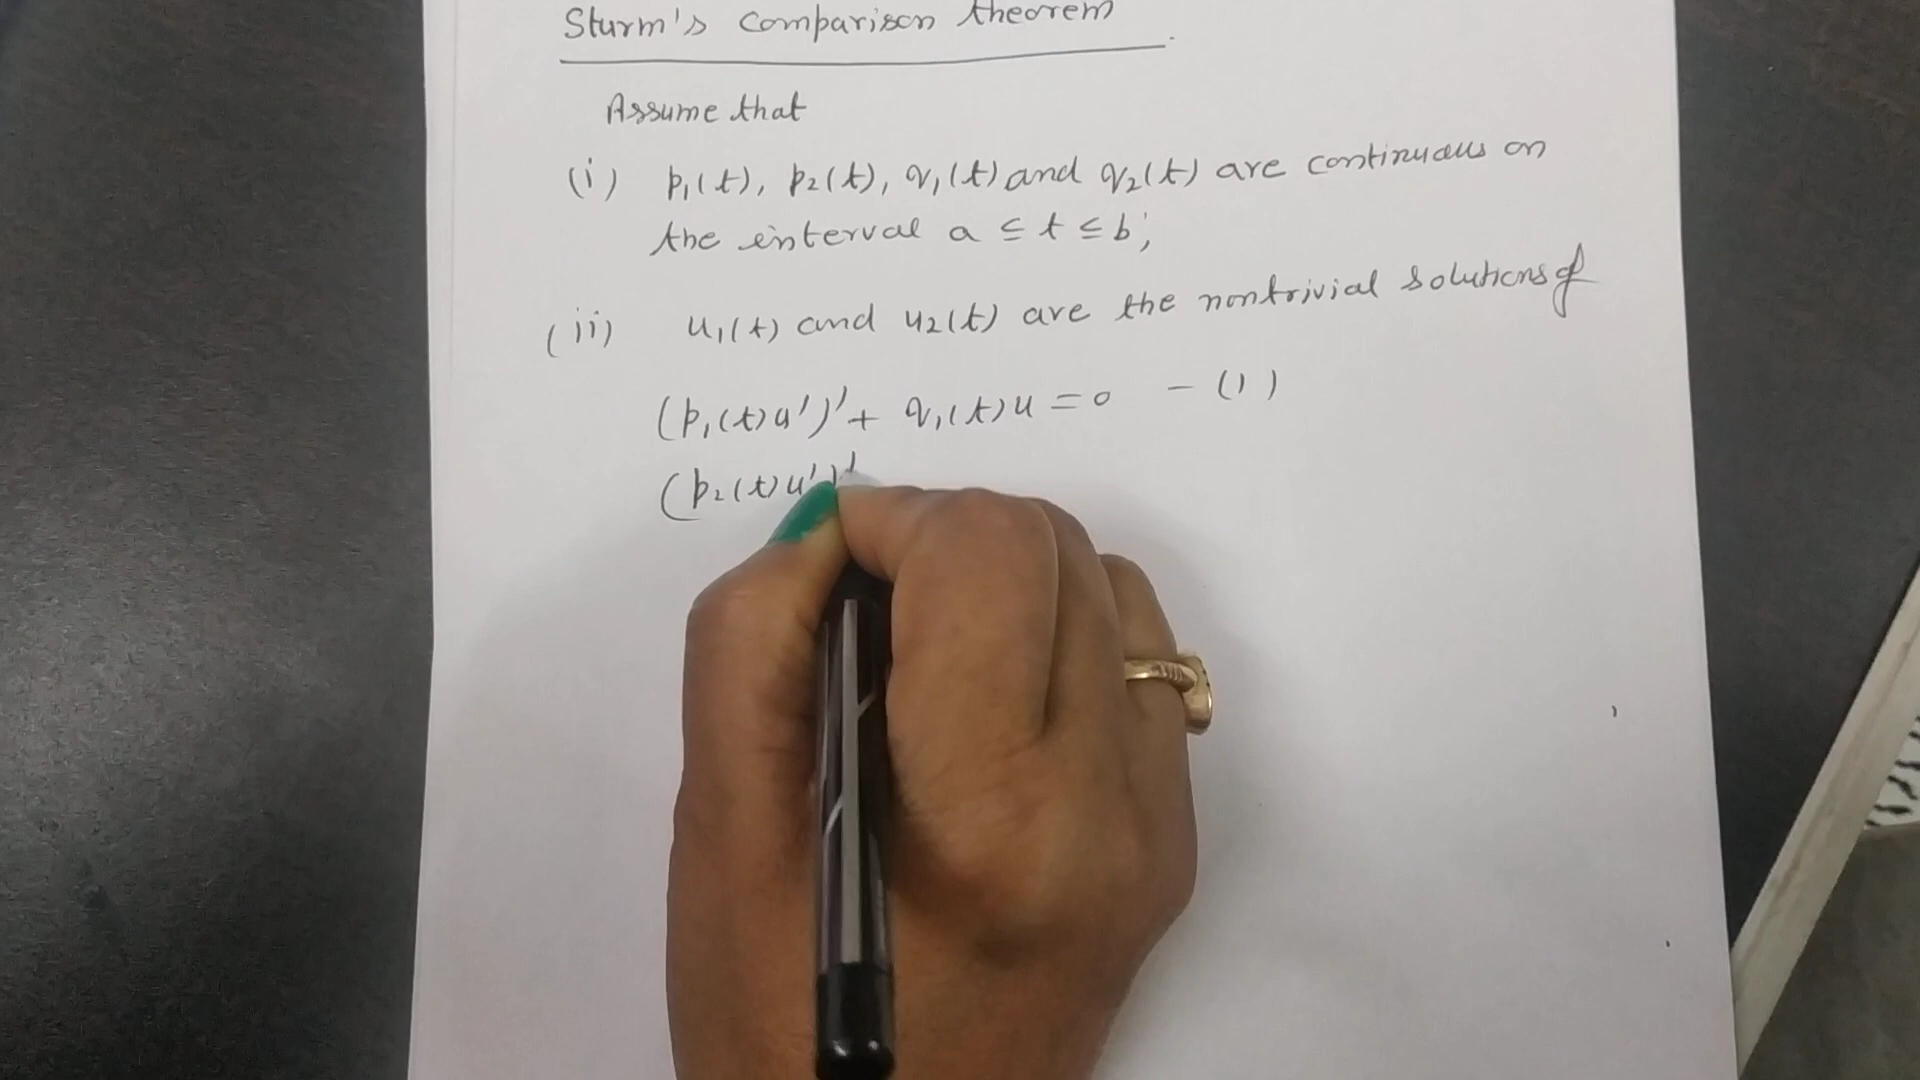 Sturm's Comparison theorem
Assume that
(i) p₁(t), p₂(t), q₁(t) and q₂(t) are continuous on
the interval a ≤ t ≤ b;
(ii) u₁(t) and u₂(t) are the nontrivial solutions of
(p₁(t)u')' + q₁(t)u = 0 - (1)
(p₂(t)u')'